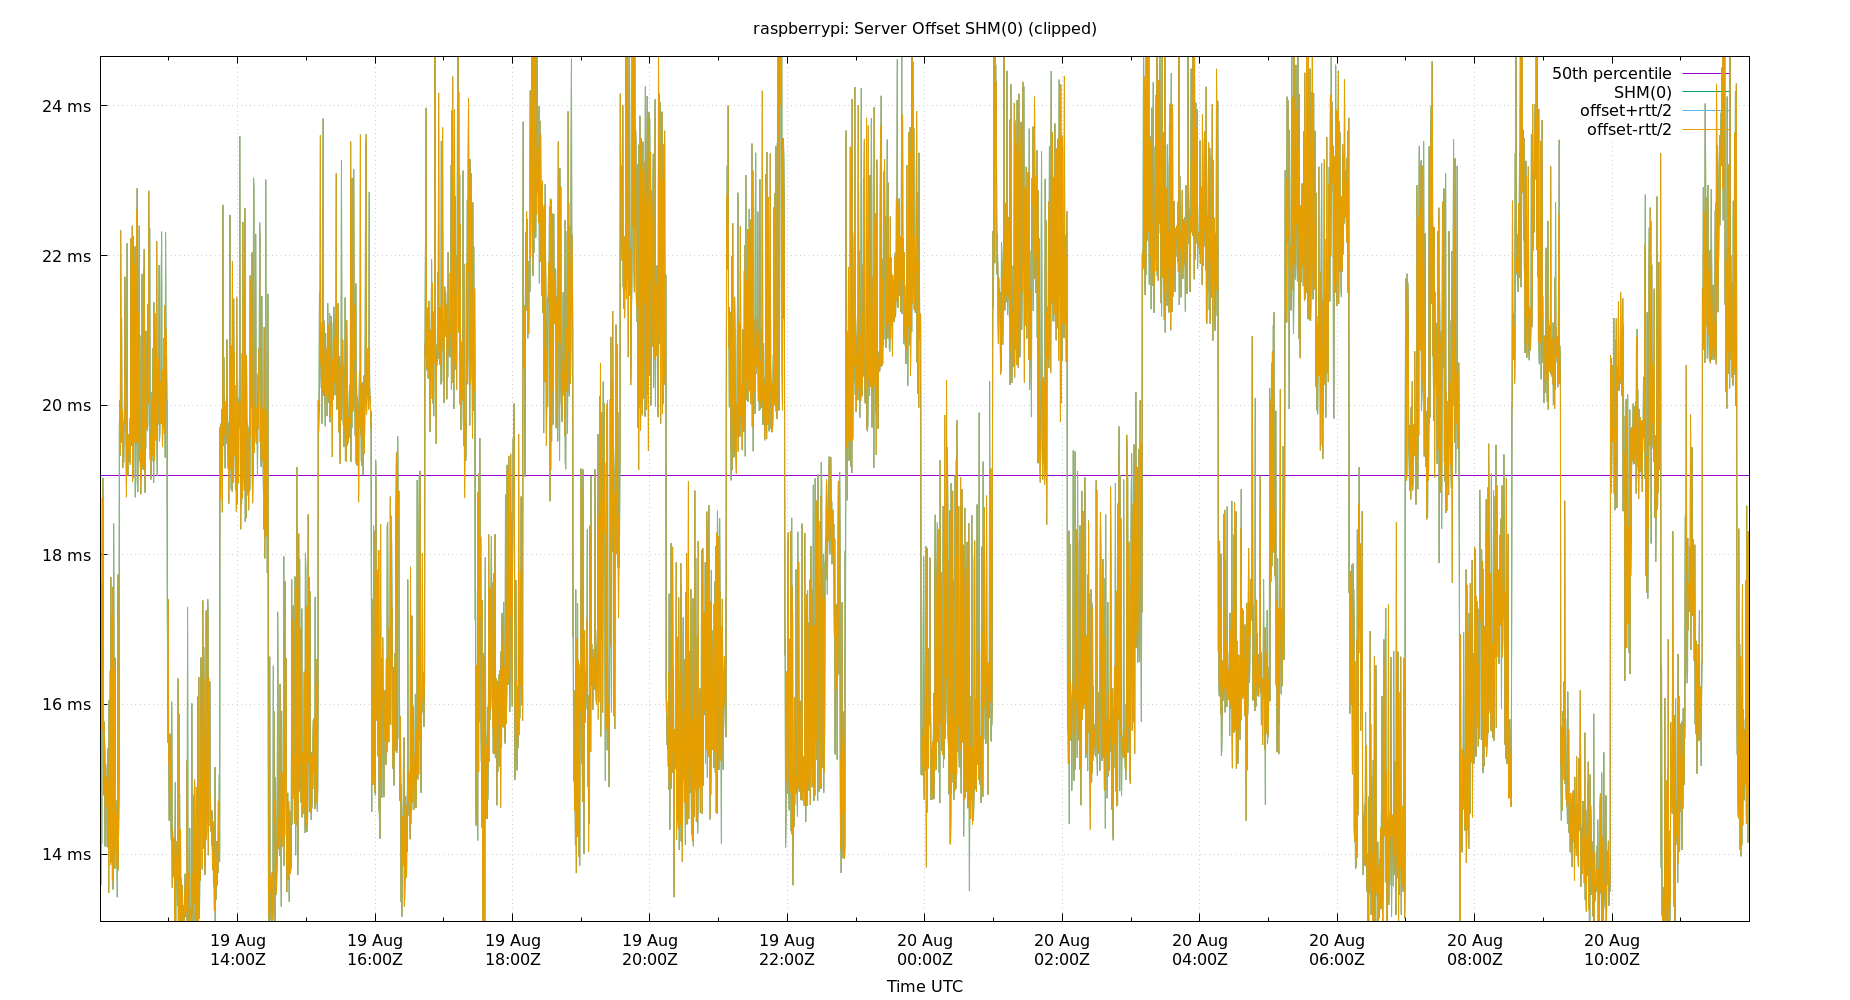 raspberrypi: Server Offset SHM(0) (clipped)
50th percentile
SHM(0)
offset+rtt/2
offset-rtt/2
24 ms
22 ms
20 ms
18 ms
16 ms
14 ms
19 Aug 19 Aug 19 Aug 19 Aug 19 Aug 20 Aug 20 Aug 20 Aug 20 Aug 20 Aug 20 Aug
14:00Z 16:00Z 18:00Z 20:00Z 22:00Z 00:00Z 02:00Z 04:00Z 06:00Z 08:00Z 10:00Z
Time UTC